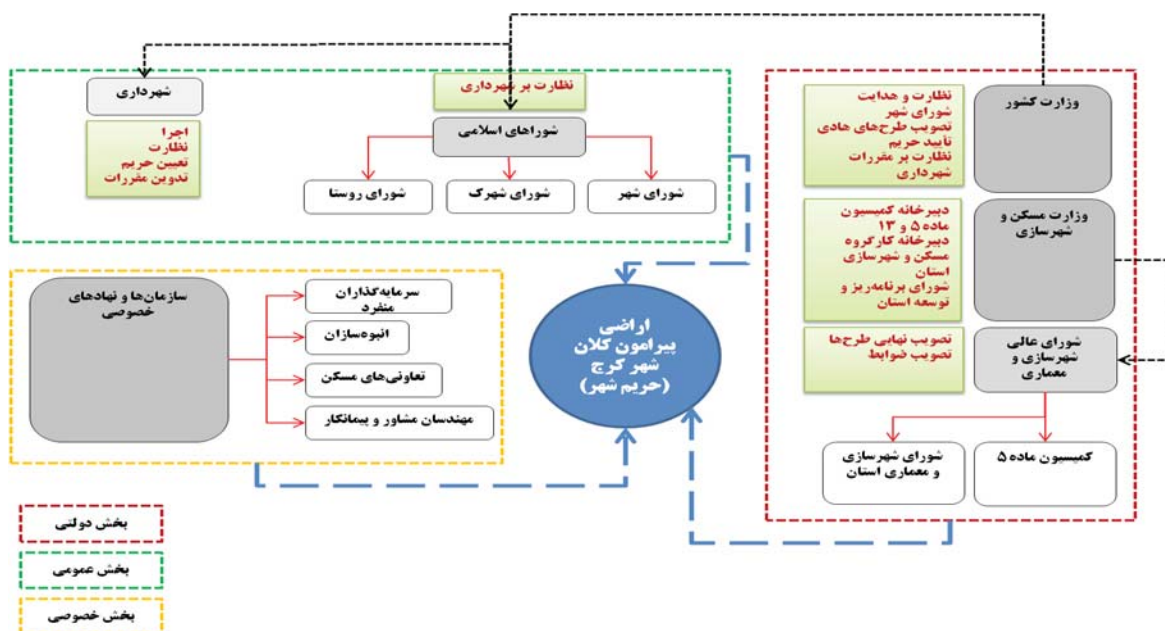 وزارت کشور
نظارت و هدایت
شورای شهر
تصویب طرح‌های هادی
تأیید حریم
نظارت بر مقررات
شهرداری
وزارت مسکن و
شهرسازی
دبیرخانه کمیسیون
ماده ۵ و ۱۳
دبیرخانه کارگروه
مسکن و شهرسازی
استان
شورای برنامه‌ریز و
توسعه استان
شورای عالی
شهرسازی و
معماری
تصویب نهایی طرح‌ها
تصویب ضوابط
کمیسیون ماده ۵
شورای شهرسازی
و معماری استان
نظارت بر شهرداری
شوراهای اسلامی
شورای شهر
شورای شهرک
شورای روستا
شهرداری
اجرا
نظارت
تعیین حریم
تدوین مقررات
اراضی
پیرامون کلان
شهر کرج
(حریم شهر)
سازمان‌ها و نهادهای
خصوصی
سرمایه‌گذاران
منفرد
انبوه‌سازان
تعاونی‌های مسکن
مهندسان مشاور و پیمانکار
بخش دولتی
بخش عمومی
بخش خصوصی